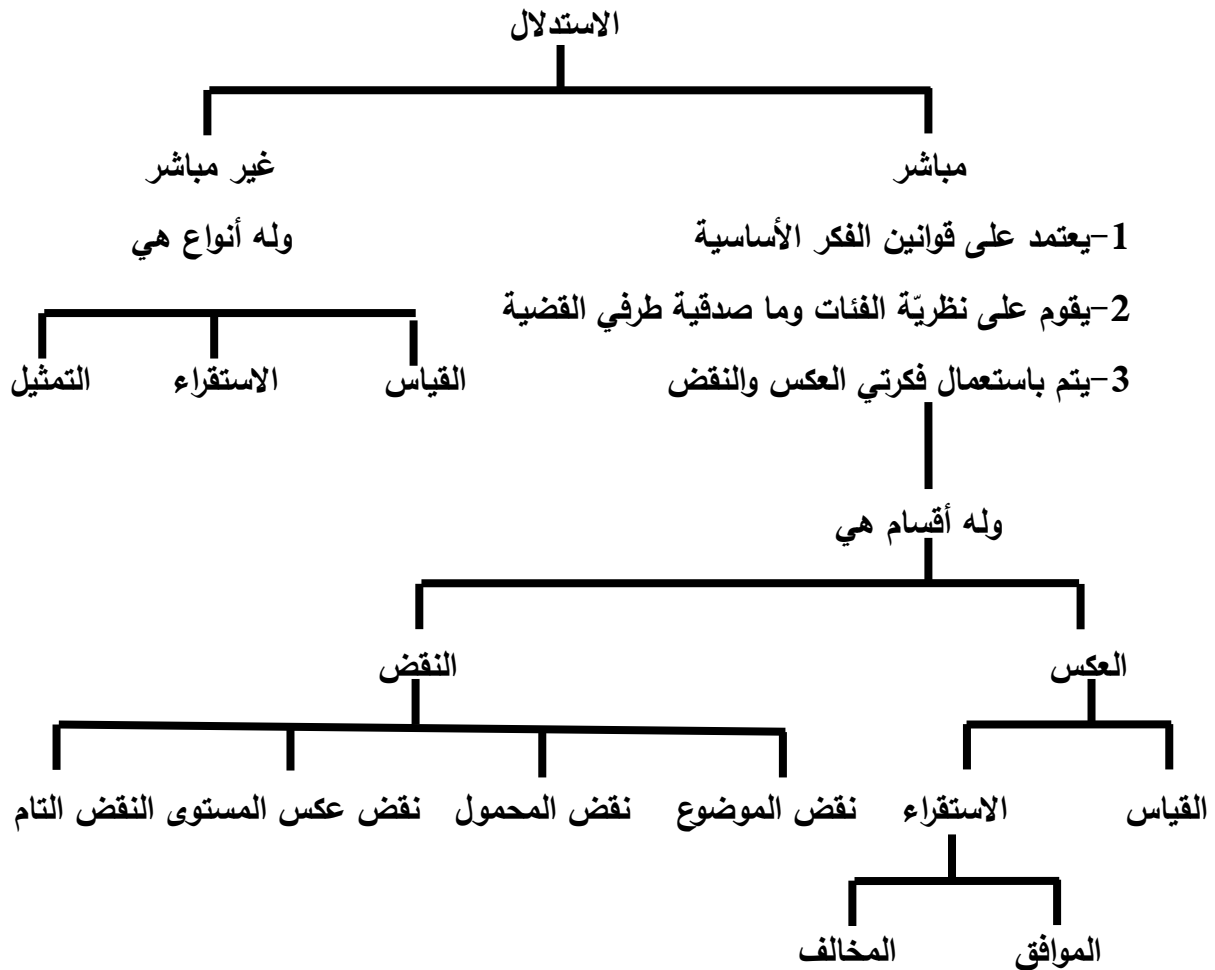 الاستدلال
مباشر
غير مباشر
1-يعتمد على قوانين الفكر الأساسية
وله أنواع هي
2-يقوم على نظريّة الفئات وما صدقية طرفي القضية
3-يتم باستعمال فكرتي العكس والنقض
القياس
الاستقراء
التمثيل
وله أقسام هي
العكس
النقض
القياس
الاستقراء
نقض الموضوع
نقض المحمول
نقض عكس المستوى
النقض التام
الموافق
المخالف